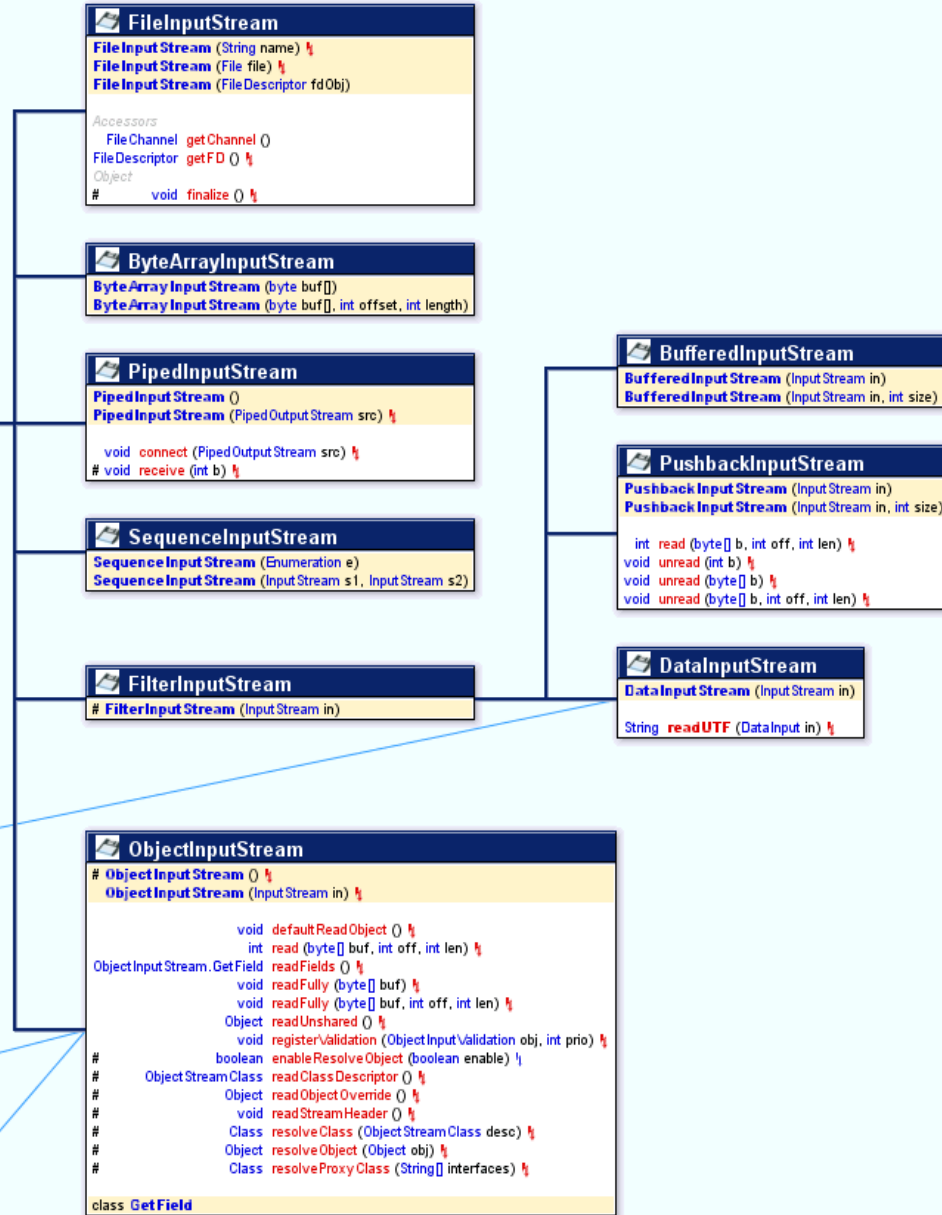 FileInputStream
FileInputStream (String name)
FileInputStream (File file)
FileInputStream (FileDescriptor fdObj)
Accessors
FileChannel getChannel ()
FileDescriptor getFD ()
Object
# void finalize ()
ByteArrayInputStream
ByteArrayInputStream (byte buf[])
ByteArrayInputStream (byte buf[], int offset, int length)
PipedInputStream
PipedInputStream ()
PipedInputStream (PipedOutputStream src)
void connect (PipedOutputStream src)
# void receive (int b)
SequenceInputStream
SequenceInputStream (Enumeration e)
SequenceInputStream (InputStream s1, InputStream s2)
FilterInputStream
# FilterInputStream (InputStream in)
BufferedInputStream
BufferedInputStream (InputStream in)
BufferedInputStream (InputStream in, int size)
PushbackInputStream
PushbackInputStream (InputStream in)
PushbackInputStream (InputStream in, int size)
int read (byte[] b, int off, int len)
void unread (int b)
void unread (byte[] b)
void unread (byte[] b, int off, int len)
DataInputStream
DataInputStream (InputStream in)
String readUTF (DataInput in)
ObjectInputStream
# ObjectInputStream ()
ObjectInputStream (InputStream in)
void defaultReadObject ()
int read (byte[] buf, int off, int len)
ObjectInputStream.GetField readFields ()
void readFully (byte[] buf)
void readFully (byte[] buf, int off, int len)
Object readUnshared ()
void registerValidation (ObjectInputValidation obj, int prio)
# boolean enableResolveObject (boolean enable)
# ObjectStreamClass readClassDescriptor ()
# Object readObjectOverride ()
# void readStreamHeader ()
# Class resolveClass (ObjectStreamClass desc)
# Object resolveObject (Object obj)
# Class resolveProxyClass (String[] interfaces)
class GetField